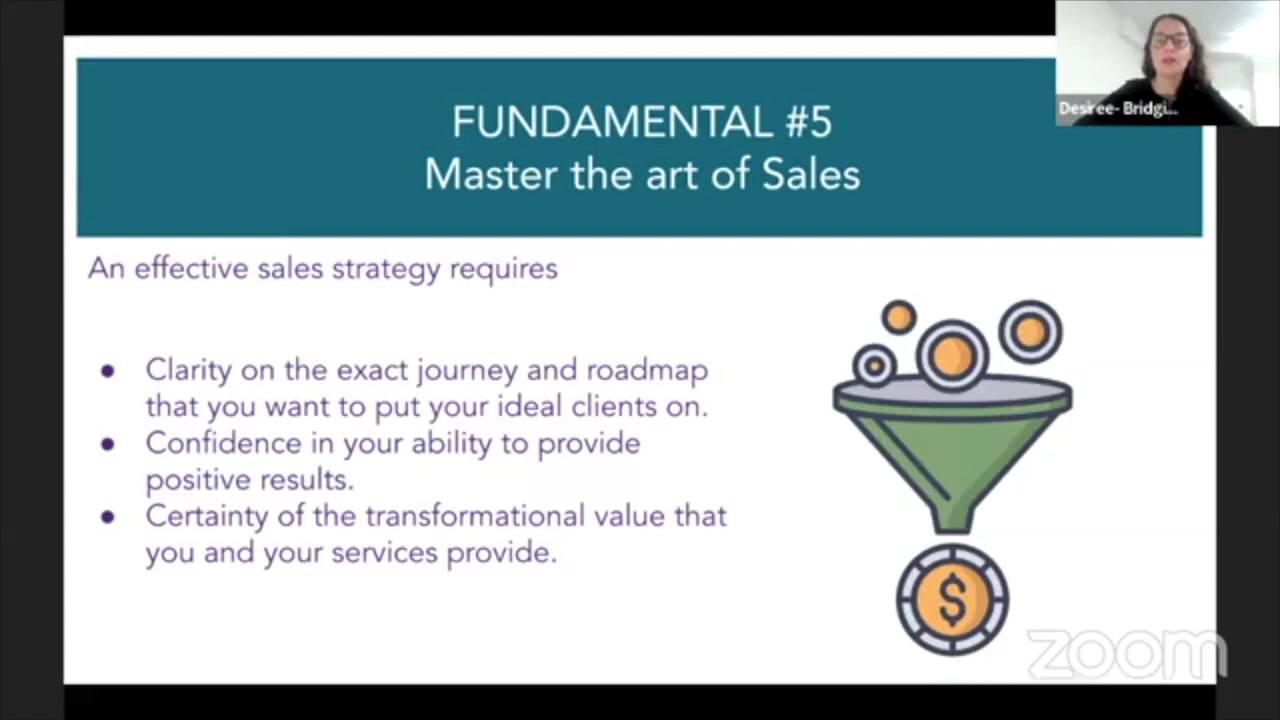 FUNDAMENTAL #5
Master the art of Sales
Desiree- Bridgi...
An effective sales strategy requires
● Clarity on the exact journey and roadmap
that you want to put your ideal clients on.
● Confidence in your ability to provide
positive results.
● Certainty of the transformational value that
you and your services provide.
$
zoom